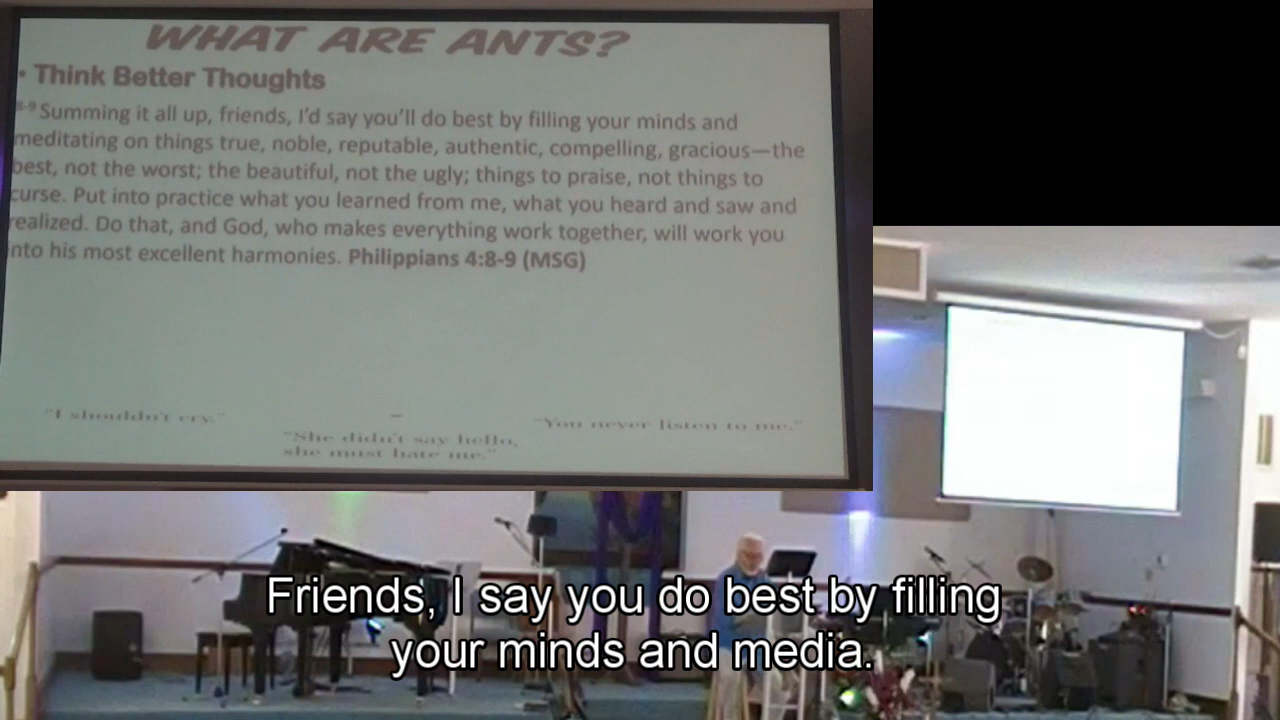 WHAT ARE ANTS?
• Think Better Thoughts
8-9 Summing it all up, friends, I'd say you'll do best by filling your minds and
meditating on things true, noble, reputable, authentic, compelling, gracious—the
best, not the worst; the beautiful, not the ugly; things to praise, not things to
curse. Put into practice what you learned from me, what you heard and saw and
realized. Do that, and God, who makes everything work together, will work you
into his most excellent harmonies. Philippians 4:8-9 (MSG)
"I shouldn't cry."
"She didn't say hello,
she must hate me."
"You never listen to me."
Friends, I say you do best by filling
your minds and media.